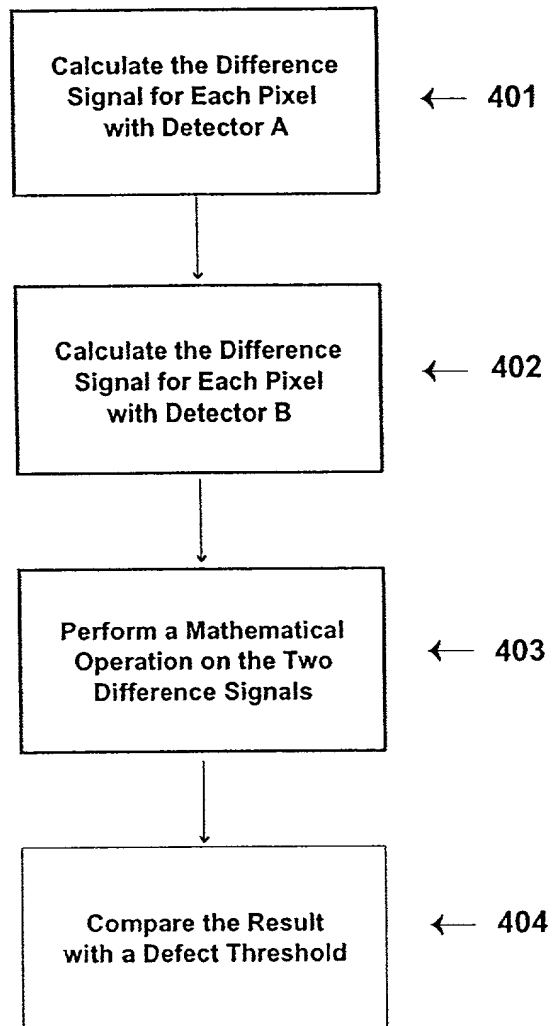 Calculate the Difference
Signal for Each Pixel
with Detector A
← 401
Calculate the Difference
Signal for Each Pixel
with Detector B
← 402
Perform a Mathematical
Operation on the Two
Difference Signals
← 403
Compare the Result
with a Defect Threshold
← 404